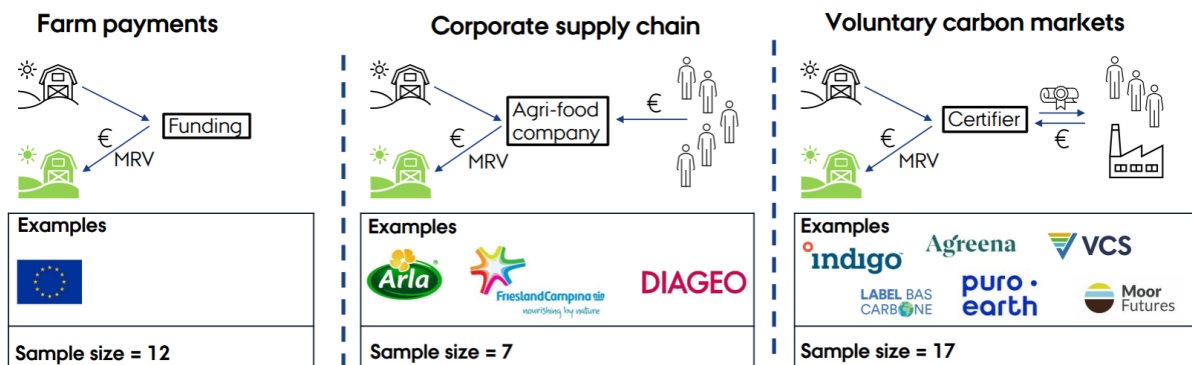 Farm payments
Funding
€
MRV
Examples
Sample size = 12
Corporate supply chain
Agri-food
company
€
€
MRV
Examples
Arla
FrieslandCampina
nourishing by nature
DIAGEO
Sample size = 7
Voluntary carbon markets
Certifier
€
€
MRV
Examples
indigo
Agreena
VCS
LABEL BAS
CARBONE
puro·
earth
Moor
Futures
Sample size = 17